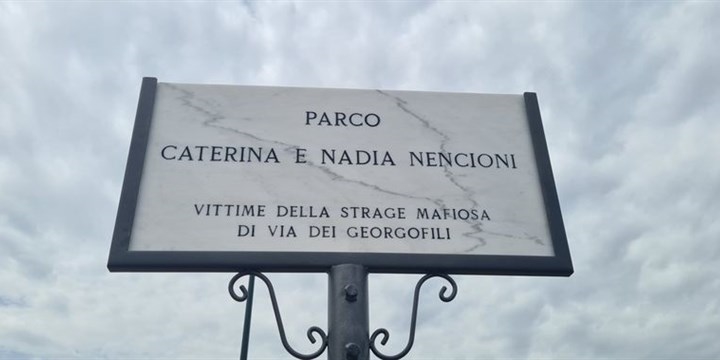 PARCO
CATERINA E NADIA NENCIONI
VITTIME DELLA STRAGE MAFIOSA
DI VIA DEI GEORGOFILI